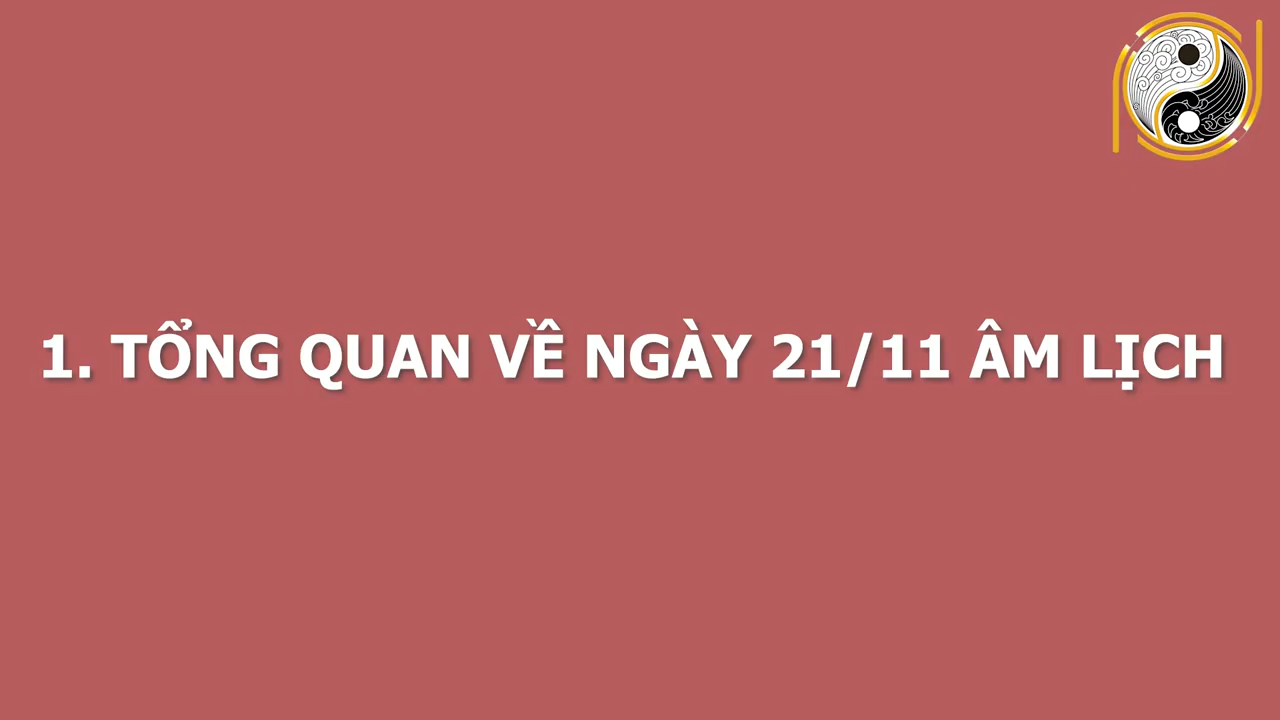 1. TỔNG QUAN VỀ NGÀY 21/11 ÂM LỊCH